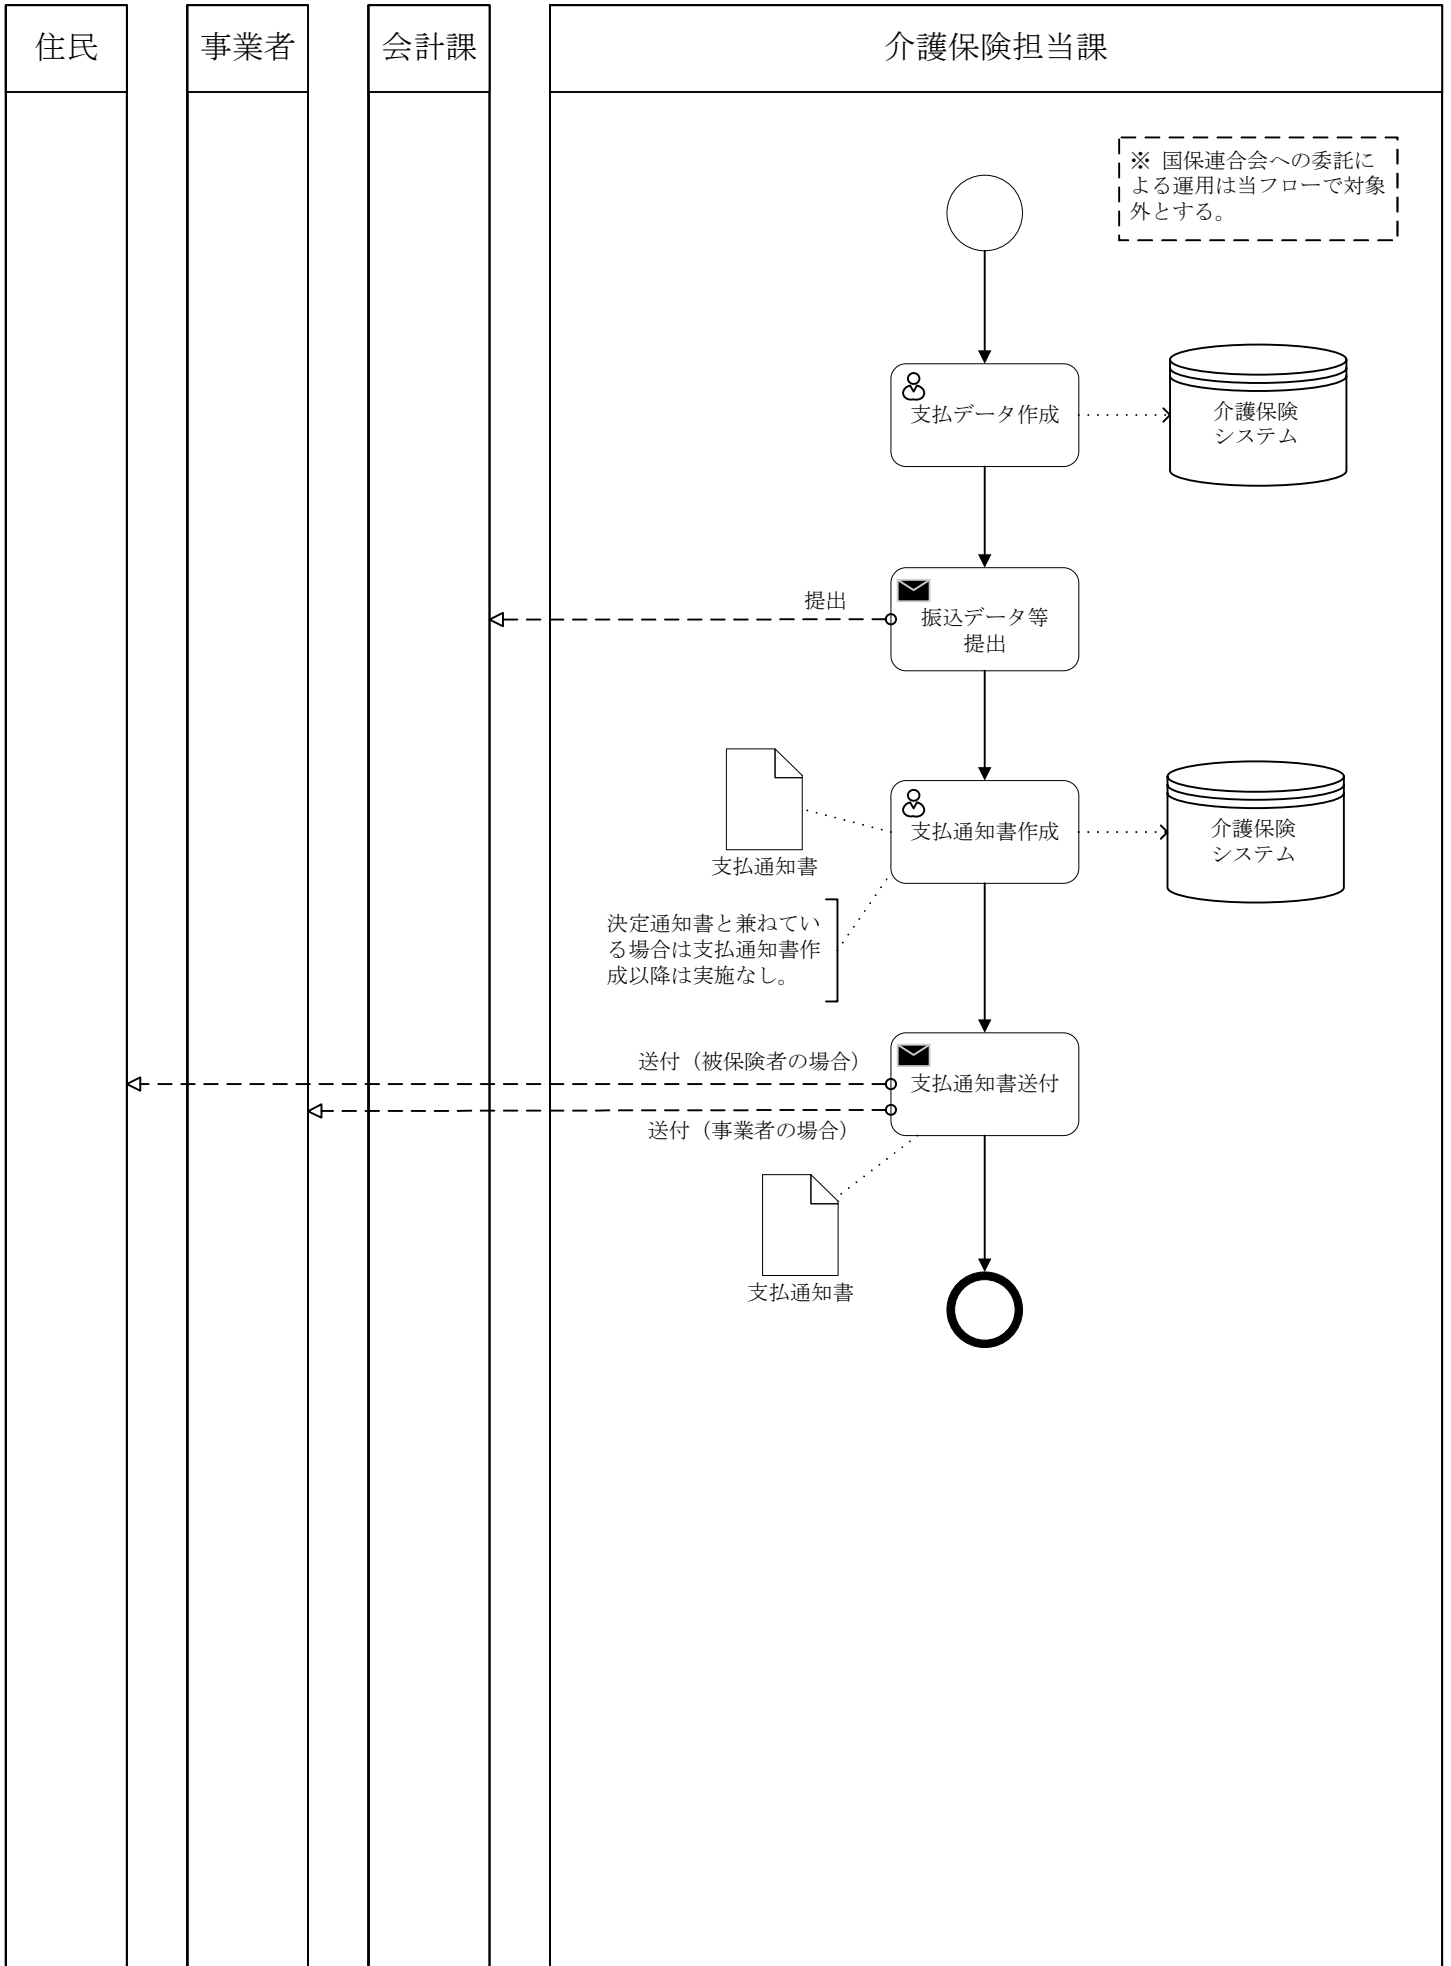 住民
事業者
会計課
介護保険担当課
※ 国保連合会への委託に
よる運用は当フローで対象
外とする。
支払データ作成
介護保険
システム
提出
振込データ等
提出
支払通知書
支払通知書作成
介護保険
システム
決定通知書と兼ねてい
る場合は支払通知書作
成以降は実施なし。
送付（被保険者の場合）
支払通知書送付
送付（事業者の場合）
支払通知書